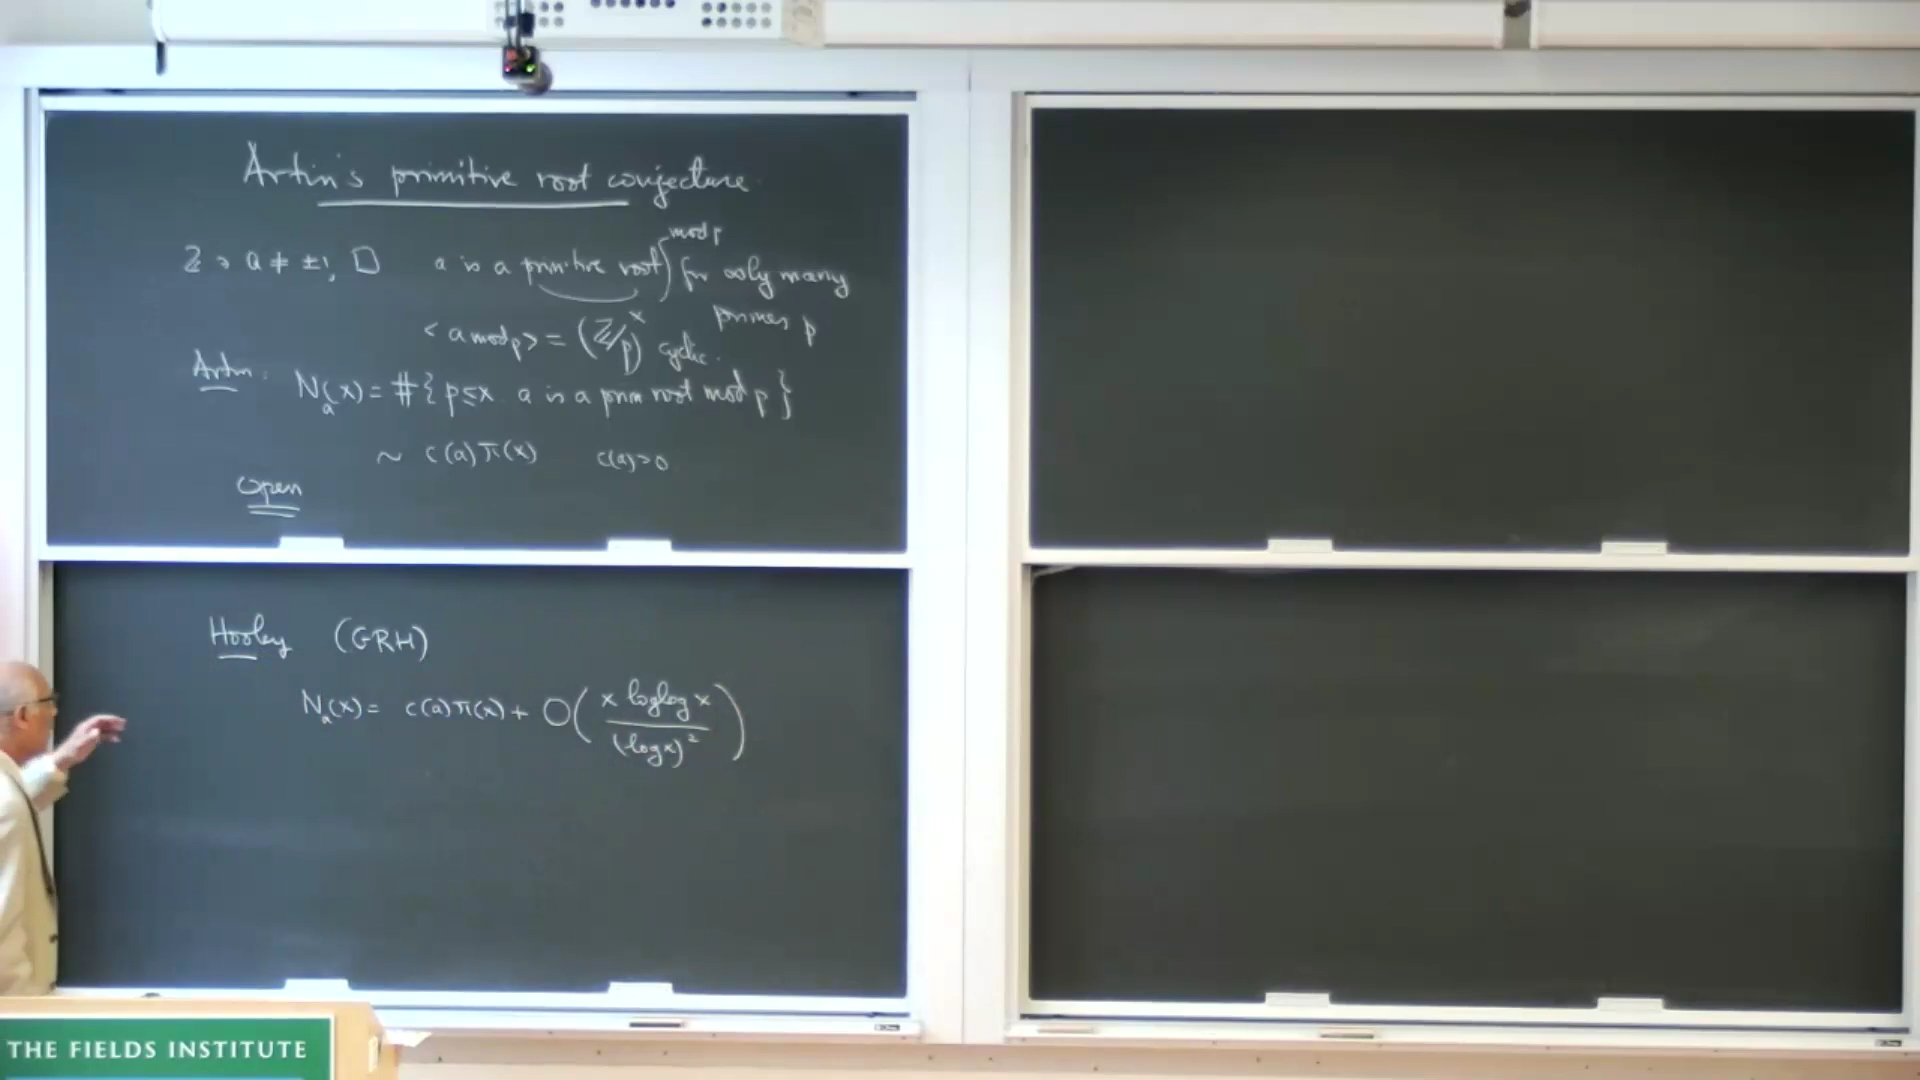 Artin's primitive root conjecture.
ℤ ∋ a ≠ ±1, □ a is a primitive root mod p for ∞ly many primes p
<a mod p> = (ℤ/p)^× cyclic.
Artin: N_a(x) = #{p ≤ x a is a prim root mod p}
~ c(a) π(x) c(a)>0
Open
Hooley (GRH)
N_a(x) = c(a) π(x) + O( x loglog x / (log x)^2 )
THE FIELDS INSTITUTE